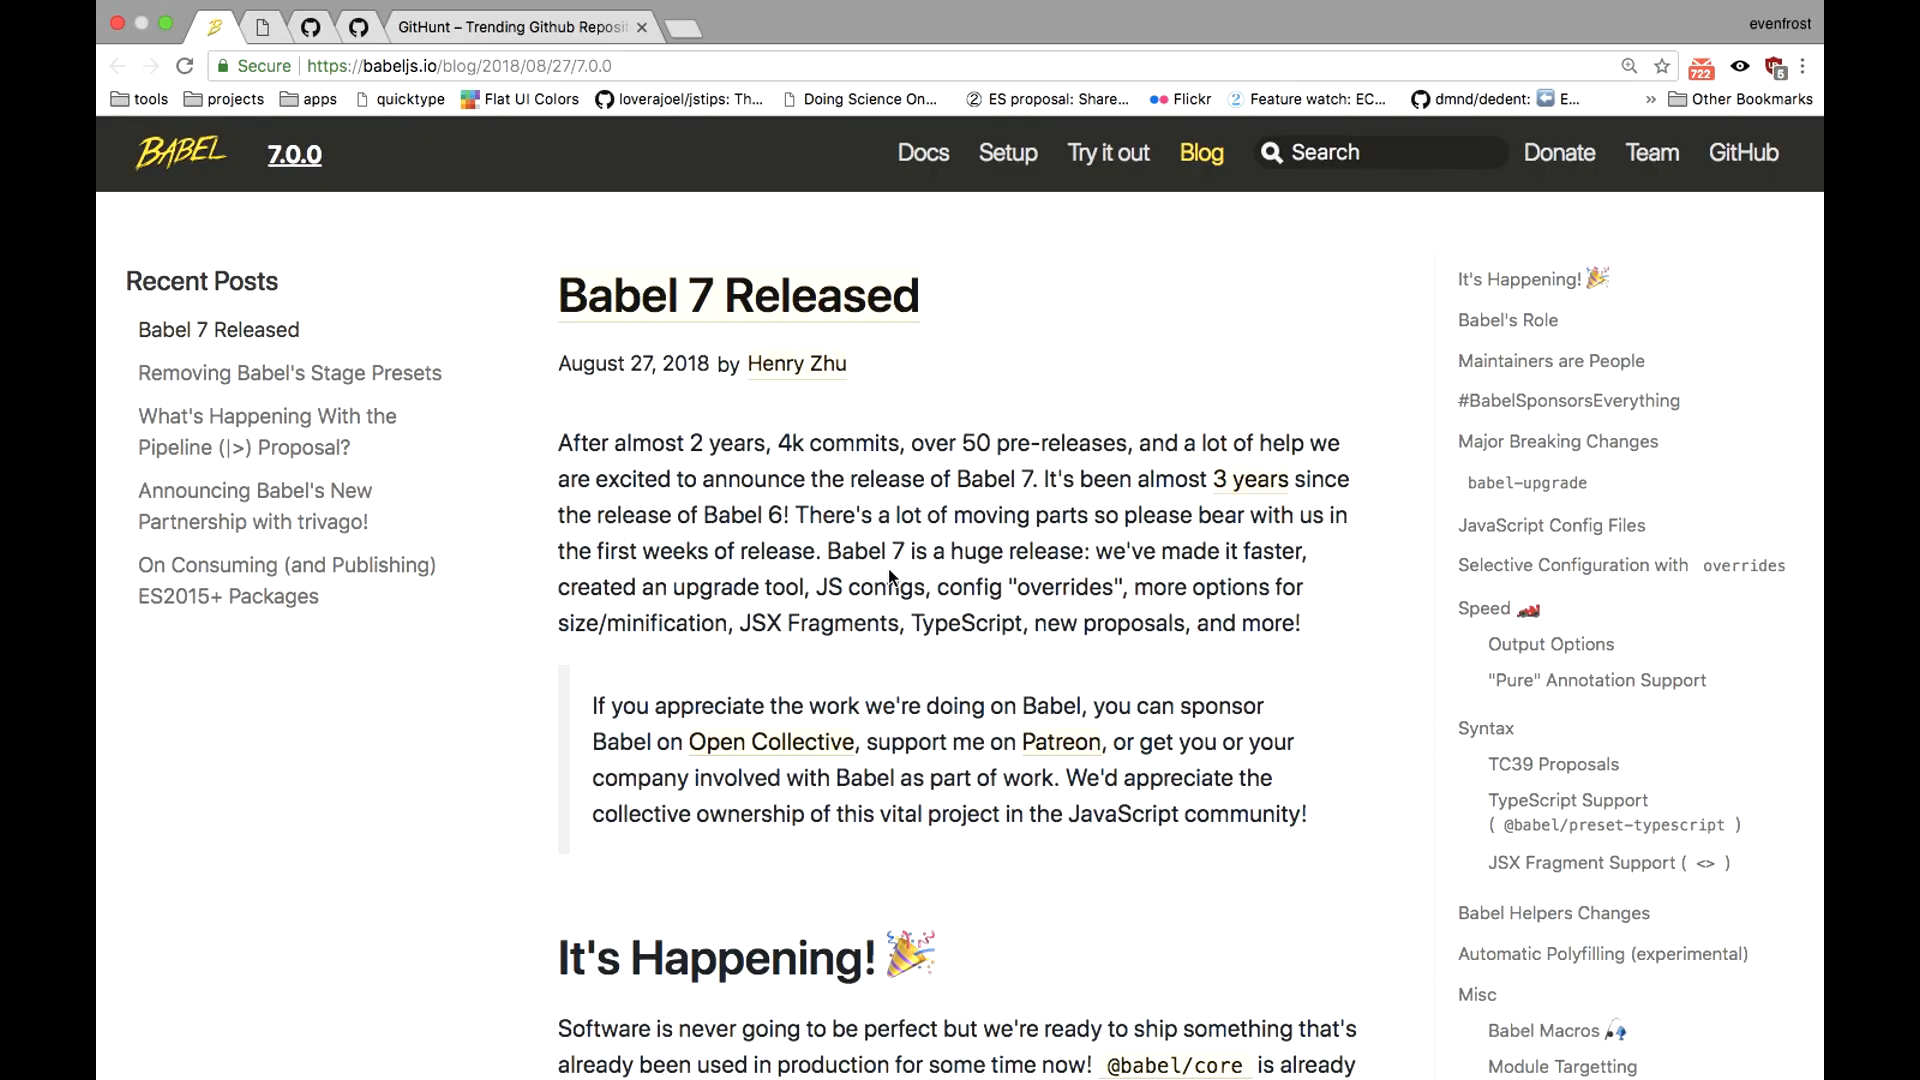 GitHunt – Trending Github Reposit
evenfrost
Secure
https://babeljs.io/blog/2018/08/27/7.0.0
722
5
tools
projects
apps
quicktype
Flat UI Colors
loverajoel/jstips: Th...
Doing Science On...
ES proposal: Share...
Flickr
Feature watch: EC...
dmnd/dedent: ⬅️ E...
»
Other Bookmarks
BABEL
7.0.0
Docs
Setup
Try it out
Blog
Search
Donate
Team
GitHub
Recent Posts
Babel 7 Released
Removing Babel's Stage Presets
What's Happening With the
Pipeline (|>) Proposal?
Announcing Babel's New
Partnership with trivago!
On Consuming (and Publishing)
ES2015+ Packages
Babel 7 Released
August 27, 2018 by Henry Zhu
After almost 2 years, 4k commits, over 50 pre-releases, and a lot of help we
are excited to announce the release of Babel 7. It's been almost 3 years since
the release of Babel 6! There's a lot of moving parts so please bear with us in
the first weeks of release. Babel 7 is a huge release: we've made it faster,
created an upgrade tool, JS configs, config "overrides", more options for
size/minification, JSX Fragments, TypeScript, new proposals, and more!
If you appreciate the work we're doing on Babel, you can sponsor
Babel on Open Collective, support me on Patreon, or get you or your
company involved with Babel as part of work. We'd appreciate the
collective ownership of this vital project in the JavaScript community!
It's Happening! 🎉
Software is never going to be perfect but we're ready to ship something that's
already been used in production for some time now! @babel/core is already
It's Happening! 🎉
Babel's Role
Maintainers are People
#BabelSponsorsEverything
Major Breaking Changes
babel-upgrade
JavaScript Config Files
Selective Configuration with overrides
Speed 🏎
Output Options
"Pure" Annotation Support
Syntax
TC39 Proposals
TypeScript Support
( @babel/preset-typescript )
JSX Fragment Support ( <> )
Babel Helpers Changes
Automatic Polyfilling (experimental)
Misc
Babel Macros 🎣
Module Targetting